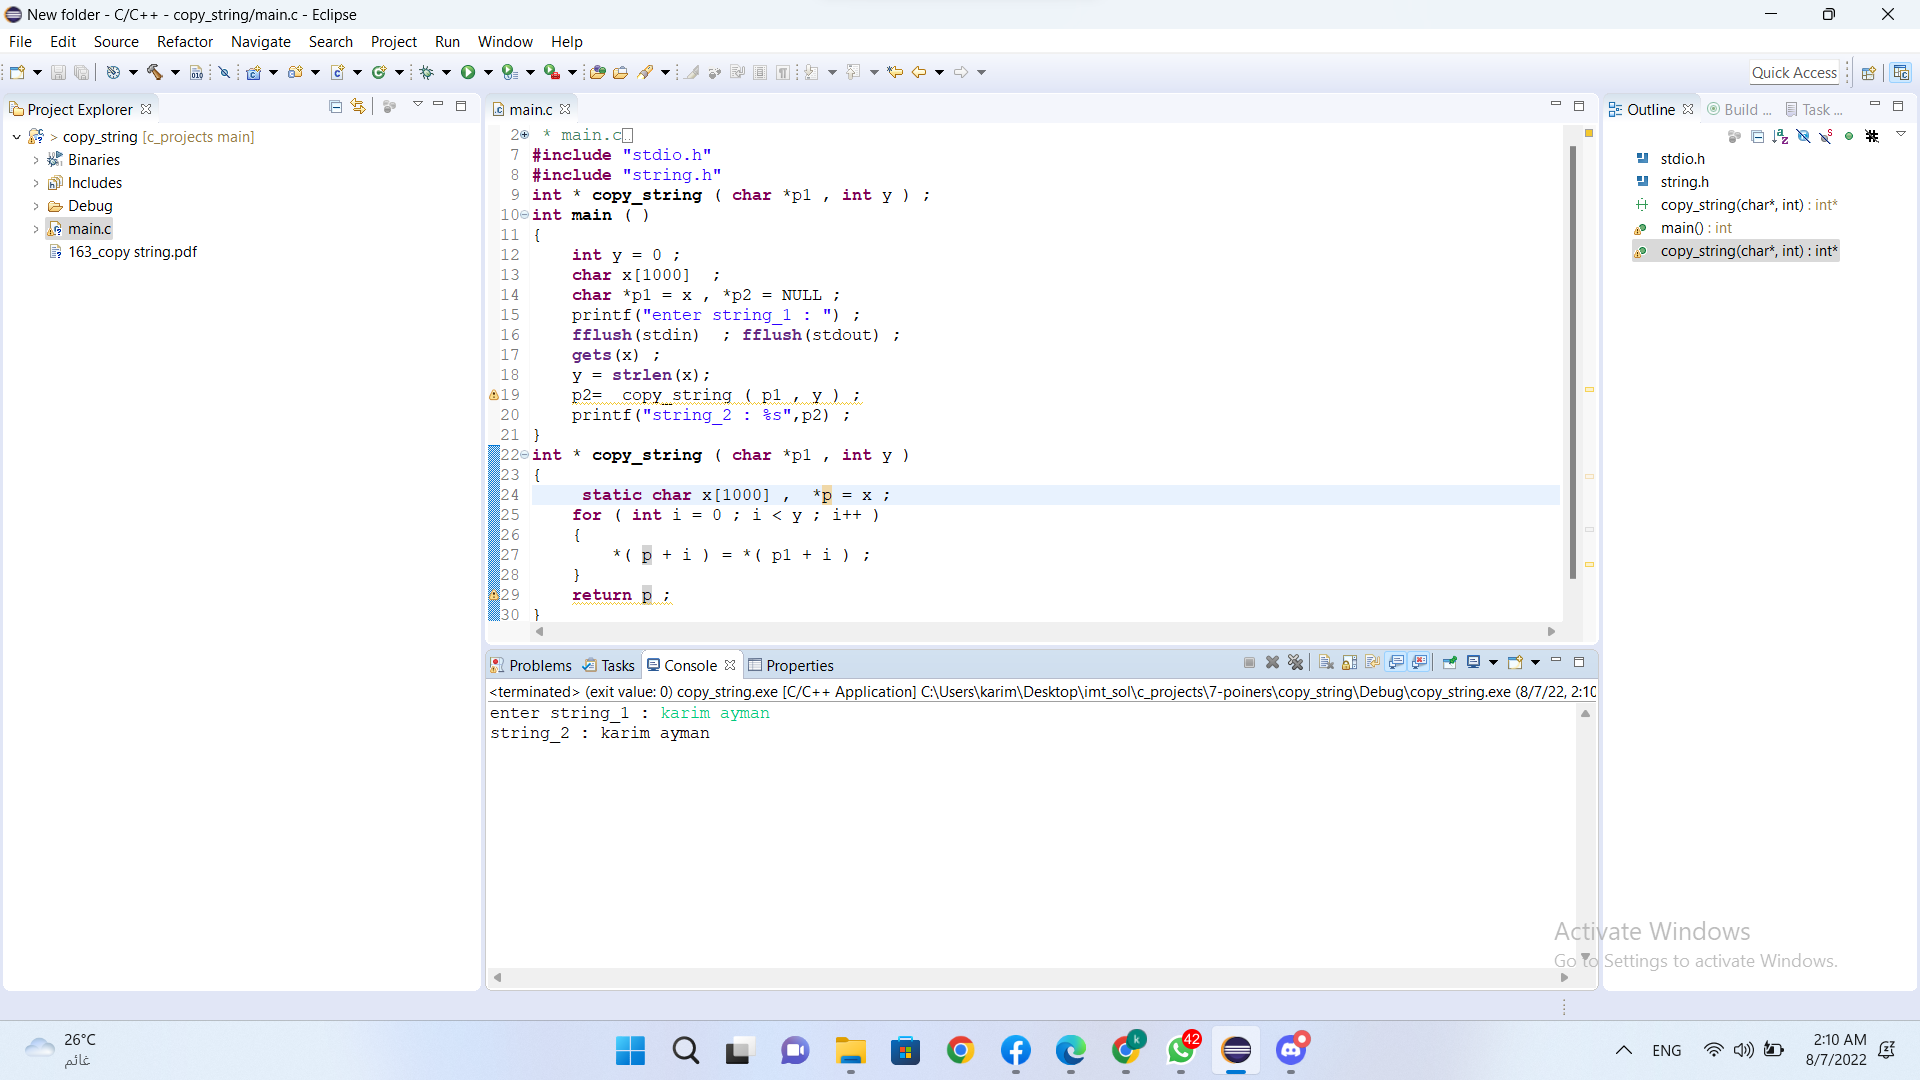 New folder - C/C++ - copy_string/main.c - Eclipse
File Edit Source Refactor Navigate Search Project Run Window Help
Quick Access
Project Explorer
> copy_string [c_projects main]
Binaries
Includes
Debug
main.c
163_copy string.pdf
main.c
2 * main.c
7 #include "stdio.h"
8 #include "string.h"
9 int * copy_string ( char *p1 , int y ) ;
10 int main ( )
11 {
12 int y = 0 ;
13 char x[1000] ;
14 char *p1 = x , *p2 = NULL ;
15 printf("enter string_1 : ") ;
16 fflush(stdin) ; fflush(stdout) ;
17 gets(x) ;
18 y = strlen(x);
19 p2= copy_string ( p1 , y ) ;
20 printf("string_2 : %s",p2) ;
21 }
22 int * copy_string ( char *p1 , int y )
23 {
24 static char x[1000] , *p = x ;
25 for ( int i = 0 ; i < y ; i++ )
26 {
27 *( p + i ) = *( p1 + i ) ;
28 }
29 return p ;
30 }
Outline Build ... Task ...
stdio.h
string.h
copy_string(char*, int) : int*
main() : int
copy_string(char*, int) : int*
Problems Tasks Console Properties
<terminated> (exit value: 0) copy_string.exe [C/C++ Application] C:\Users\karim\Desktop\imt_sol\c_projects\7-poiners\copy_string\Debug\copy_string.exe (8/7/22, 2:10
enter string_1 : karim ayman
string_2 : karim ayman
Activate Windows
Go to Settings to activate Windows.
26°C
غائم
k
42
ENG
2:10 AM
8/7/2022